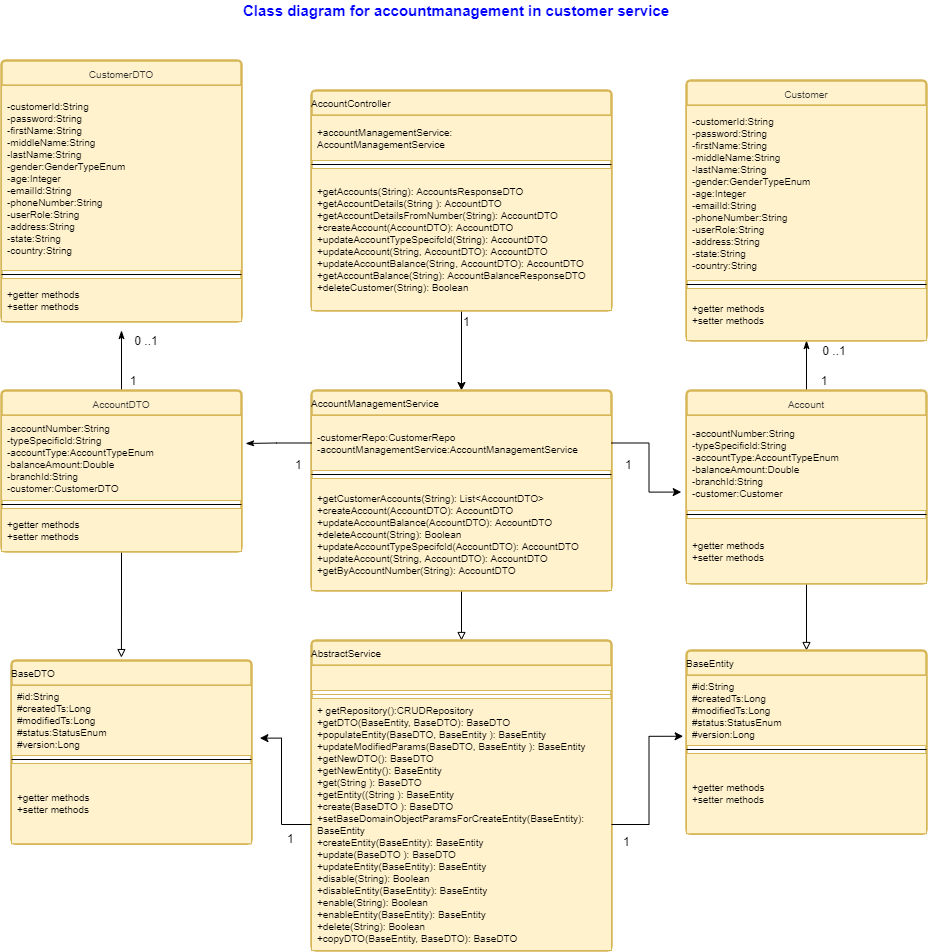 Class diagram for accountmanagement in customer service
CustomerDTO
-customerId:String
-password:String
-firstName:String
-middleName:String
-lastName:String
-gender:GenderTypeEnum
-age:Integer
-emailId:String
-phoneNumber:String
-userRole:String
-address:String
-state:String
-country:String
+getter methods
+setter methods
AccountController
+accountManagementService:
AccountManagementService
+getAccounts(String): AccountsResponseDTO
+getAccountDetails(String ): AccountDTO
+getAccountDetailsFromNumber(String): AccountDTO
+createAccount(AccountDTO): AccountDTO
+updateAccountTypeSpecifcId(String): AccountDTO
+updateAccount(String, AccountDTO): AccountDTO
+updateAccountBalance(String, AccountDTO): AccountDTO
+getAccountBalance(String): AccountBalanceResponseDTO
+deleteCustomer(String): Boolean
Customer
-customerId:String
-password:String
-firstName:String
-middleName:String
-lastName:String
-gender:GenderTypeEnum
-age:Integer
-emailId:String
-phoneNumber:String
-userRole:String
-address:String
-state:String
-country:String
+getter methods
+setter methods
0 ..1
1
1
0 ..1
1
AccountDTO
-accountNumber:String
-typeSpecificId:String
-accountType:AccountTypeEnum
-balanceAmount:Double
-branchId:String
-customer:CustomerDTO
+getter methods
+setter methods
1
AccountManagementService
-customerRepo:CustomerRepo
-accountManagementService:AccountManagementService
+getCustomerAccounts(String): List<AccountDTO>
+createAccount(AccountDTO): AccountDTO
+updateAccountBalance(AccountDTO): AccountDTO
+deleteAccount(String): Boolean
+updateAccountTypeSpecifcId(AccountDTO): AccountDTO
+updateAccount(String, AccountDTO): AccountDTO
+getByAccountNumber(String): AccountDTO
1
Account
-accountNumber:String
-typeSpecificId:String
-accountType:AccountTypeEnum
-balanceAmount:Double
-branchId:String
-customer:Customer
+getter methods
+setter methods
BaseDTO
#id:String
#createdTs:Long
#modifiedTs:Long
#status:StatusEnum
#version:Long
+getter methods
+setter methods
1
AbstractService
+ getRepository():CRUDRepository
+getDTO(BaseEntity, BaseDTO): BaseDTO
+populateEntity(BaseDTO, BaseEntity ): BaseEntity
+updateModifiedParams(BaseDTO, BaseEntity ): BaseEntity
+getNewDTO(): BaseDTO
+getNewEntity(): BaseEntity
+get(String ): BaseDTO
+getEntity((String ): BaseEntity
+create(BaseDTO ): BaseDTO
+setBaseDomainObjectParamsForCreateEntity(BaseEntity):
BaseEntity
+createEntity(BaseEntity): BaseEntity
+update(BaseDTO ): BaseDTO
+updateEntity(BaseEntity): BaseEntity
+disable(String): Boolean
+disableEntity(BaseEntity): BaseEntity
+enable(String): Boolean
+enableEntity(BaseEntity): BaseEntity
+delete(String): Boolean
+copyDTO(BaseEntity, BaseDTO): BaseDTO
1
BaseEntity
#id:String
#createdTs:Long
#modifiedTs:Long
#status:StatusEnum
#version:Long
+getter methods
+setter methods